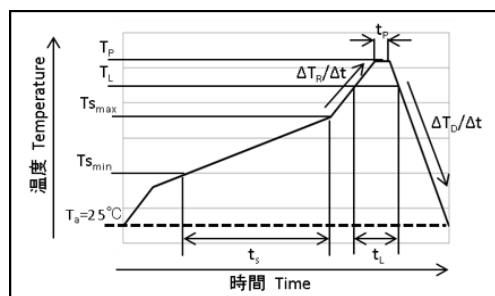 tP
TP
TL
ΔTR/Δt
Tsmax
ΔTD/Δt
Tsmin
Ta=25℃
ts
tL
温度 Temperature
時間 Time